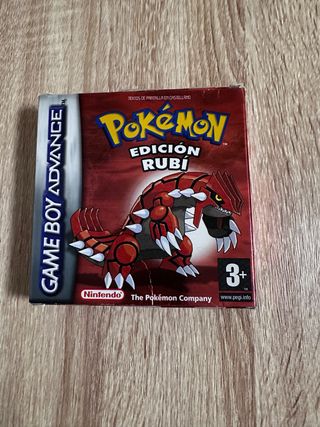 TEXTOS DE PANTALLA EN CASTELLANO
GAME BOY ADVANCE
POKÉMON
EDICIÓN
RUBÍ
Nintendo
The Pokémon Company
3+
www.pegi.info